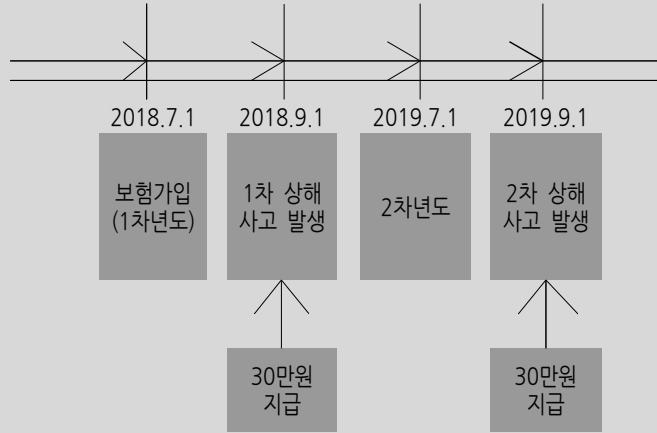 2018.7.1
2018.9.1
2019.7.1
2019.9.1
보험가입
(1차년도)
1차 상해
사고 발생
2차년도
2차 상해
사고 발생
30만원
지급
30만원
지급